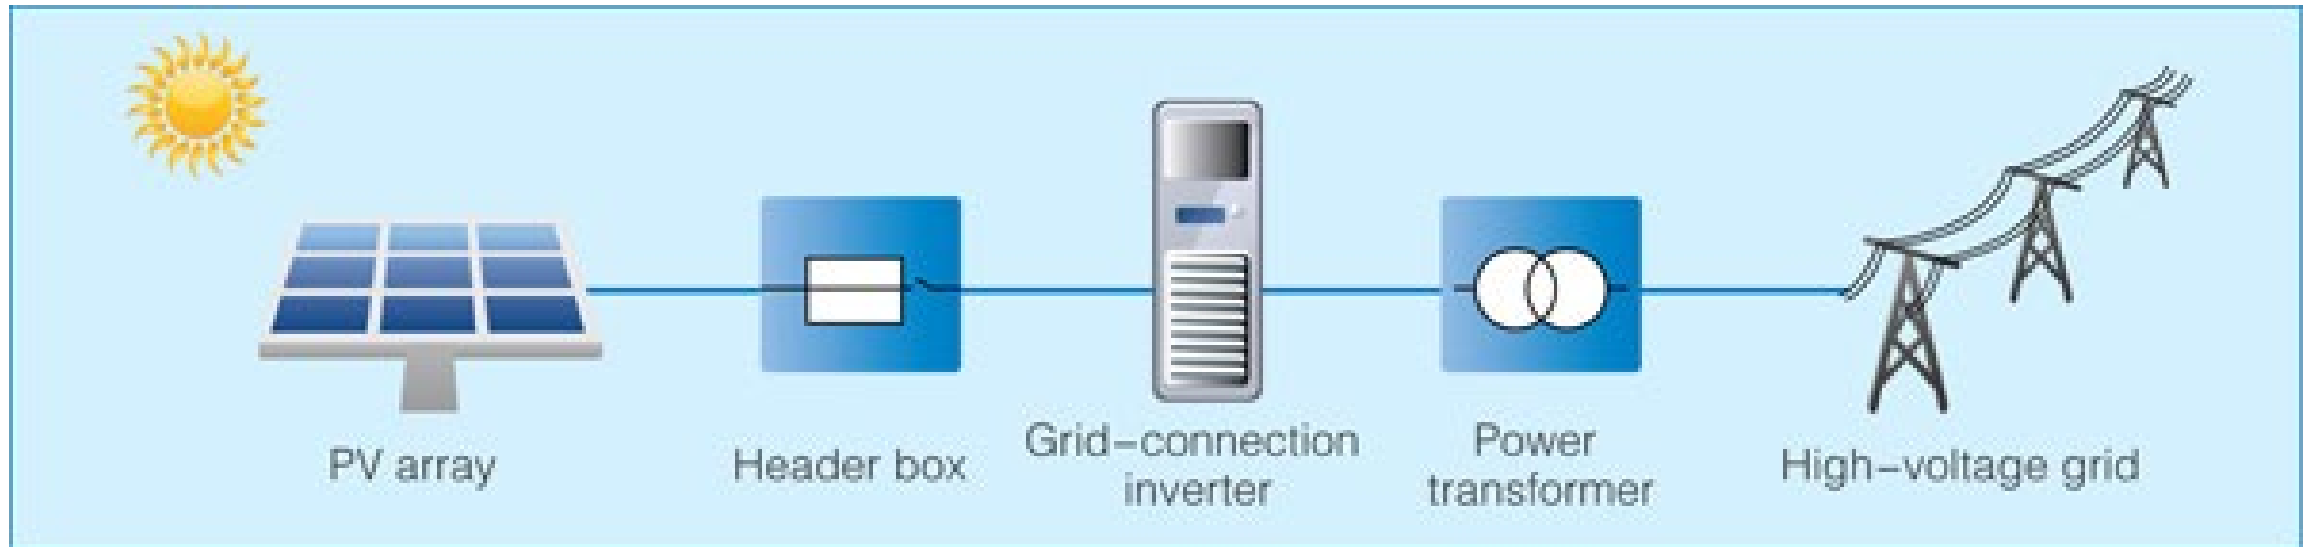 PV array
Header box
Grid−connection
inverter
Power
transformer
High−voltage grid